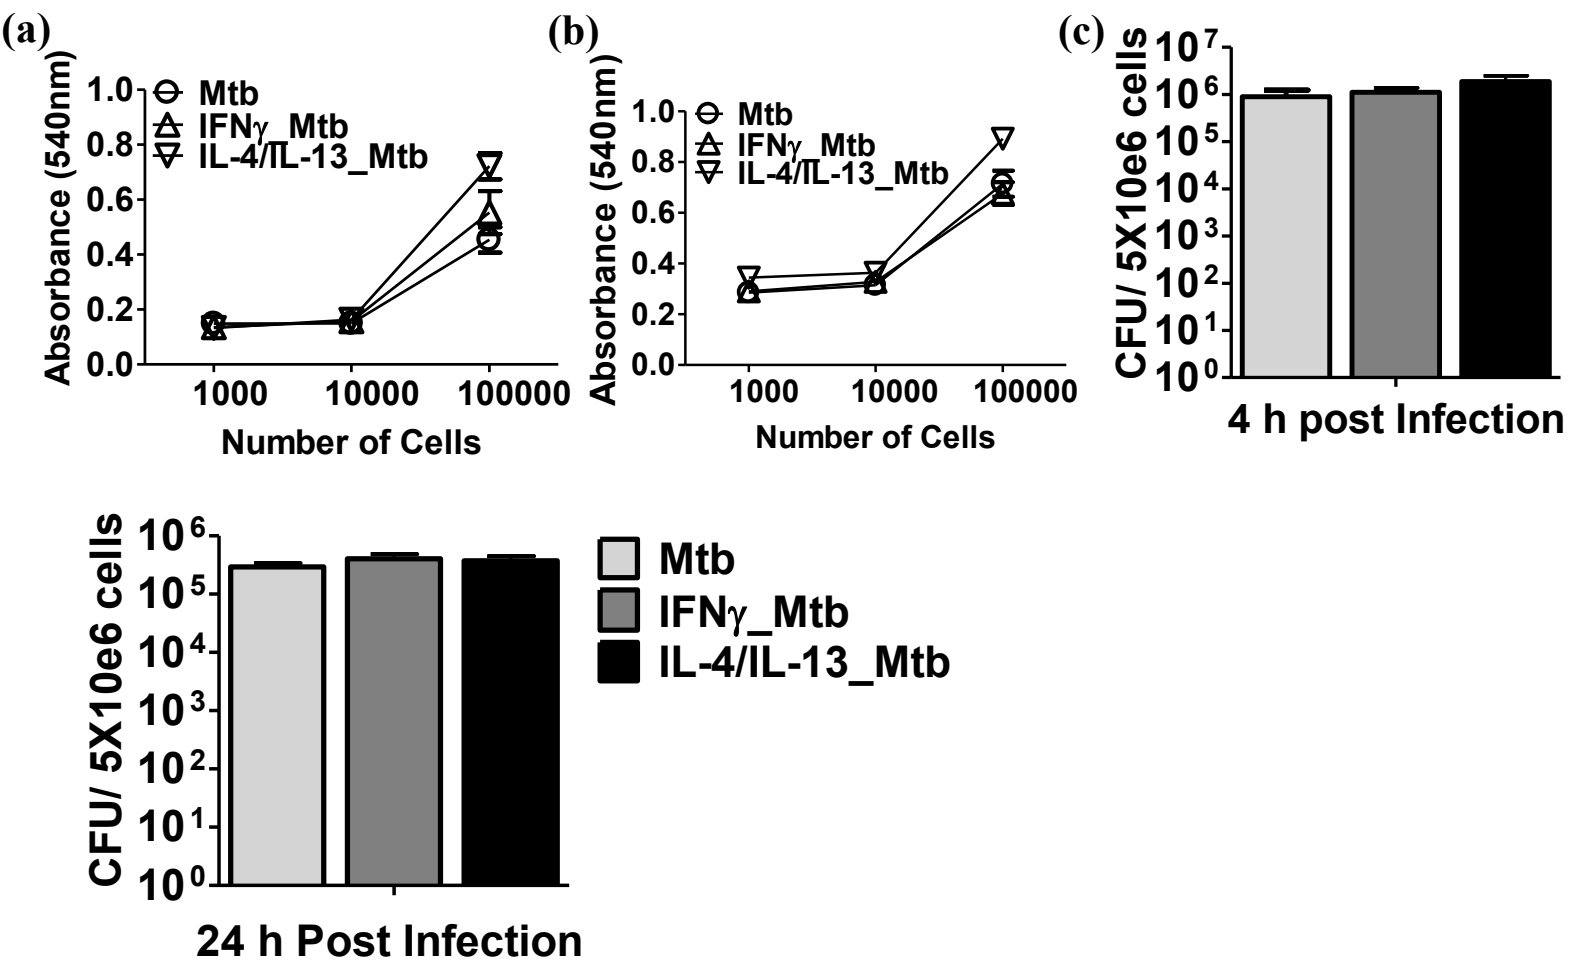 (a)
Absorbance (540nm)
1.0
0.8
0.6
0.4
0.2
0.0
Mtb
IFNγ_Mtb
IL-4/IL-13_Mtb
1000 10000 100000
Number of Cells
(b)
Absorbance (540nm)
1.0
0.8
0.6
0.4
0.2
0.0
Mtb
IFNγ_Mtb
IL-4/IL-13_Mtb
1000 10000 100000
Number of Cells
(c)
CFU/ 5X10e6 cells
10⁷
10⁶
10⁵
10⁴
10³
10²
10¹
10⁰
4 h post Infection
CFU/ 5X10e6 cells
10⁶
10⁵
10⁴
10³
10²
10¹
10⁰
24 h Post Infection
Mtb
IFNγ_Mtb
IL-4/IL-13_Mtb